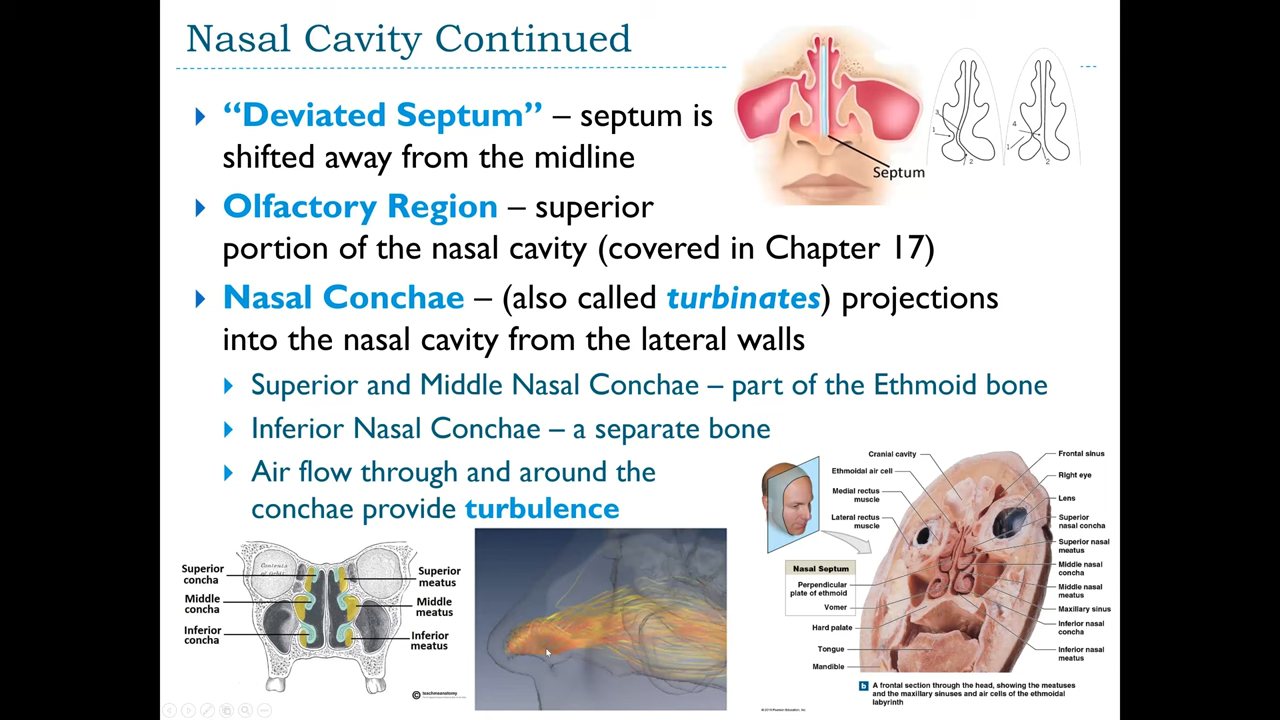 Nasal Cavity Continued
“Deviated Septum” – septum is
shifted away from the midline
Olfactory Region – superior
portion of the nasal cavity (covered in Chapter 17)
Nasal Conchae – (also called turbinates) projections
into the nasal cavity from the lateral walls
Superior and Middle Nasal Conchae – part of the Ethmoid bone
Inferior Nasal Conchae – a separate bone
Air flow through and around the
conchae provide turbulence
Septum
3
1
2
4
1
2
Superior
concha
Middle
concha
Inferior
concha
Superior
meatus
Middle
meatus
Inferior
meatus
© teachmeanatomy
Cranial cavity
Ethmoidal air cell
Medial rectus
muscle
Lateral rectus
muscle
Nasal Septum
Perpendicular
plate of ethmoid
Vomer
Hard palate
Tongue
Mandible
Frontal sinus
Right eye
Lens
Superior
nasal concha
Superior nasal
meatus
Middle nasal
concha
Middle nasal
meatus
Maxillary sinus
Inferior nasal
concha
Inferior nasal
meatus
b A frontal section through the head, showing the meatuses
and the maxillary sinuses and air cells of the ethmoidal
labyrinth